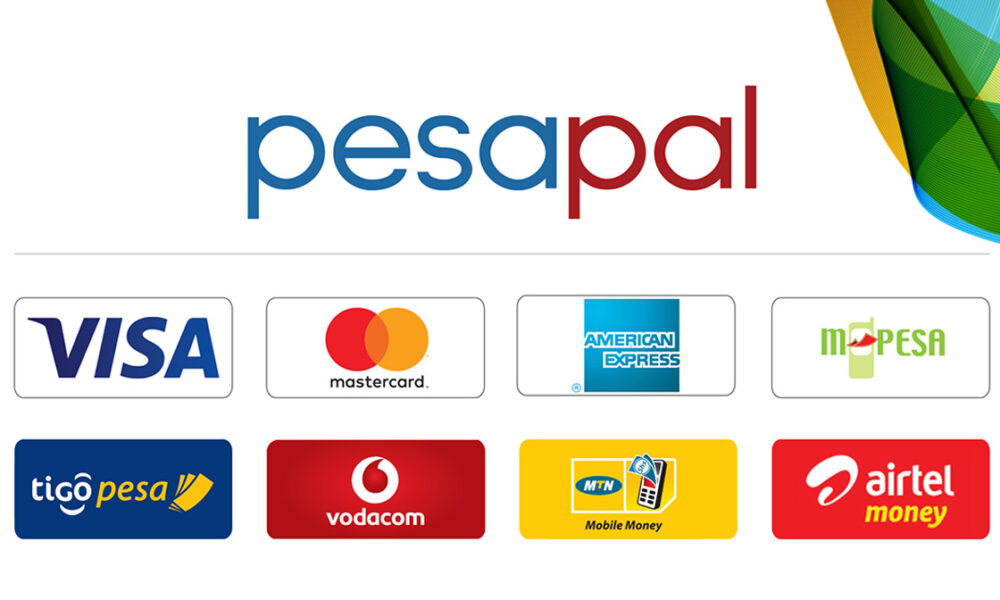 pesapal
VISA
mastercard.
AMERICAN
EXPRESS
®
m-PESA
tigo pesa
vodacom
MTN
Mobile Money
airtel
money